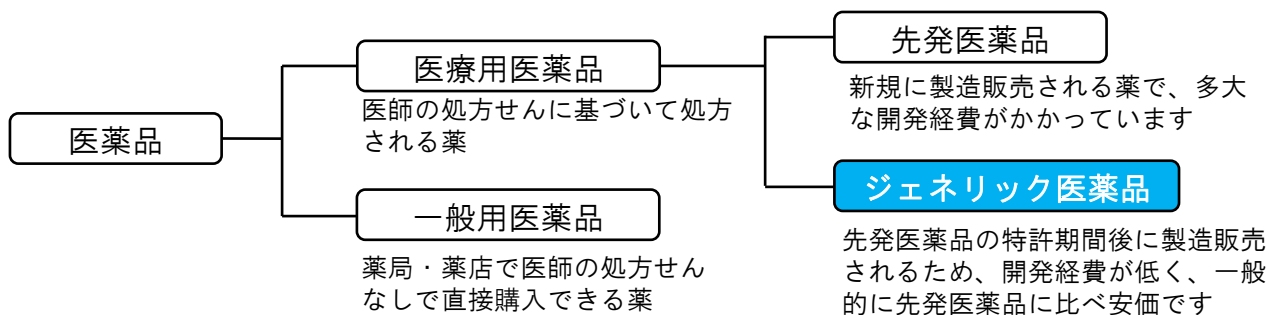 医薬品
医療用医薬品
医師の処方せんに基づいて処方
される薬
一般用医薬品
薬局・薬店で医師の処方せん
なしで直接購入できる薬
先発医薬品
新規に製造販売される薬で、多大
な開発経費がかかっています
ジェネリック医薬品
先発医薬品の特許期間後に製造販売
されるため、開発経費が低く、一般
的に先発医薬品に比べ安価です